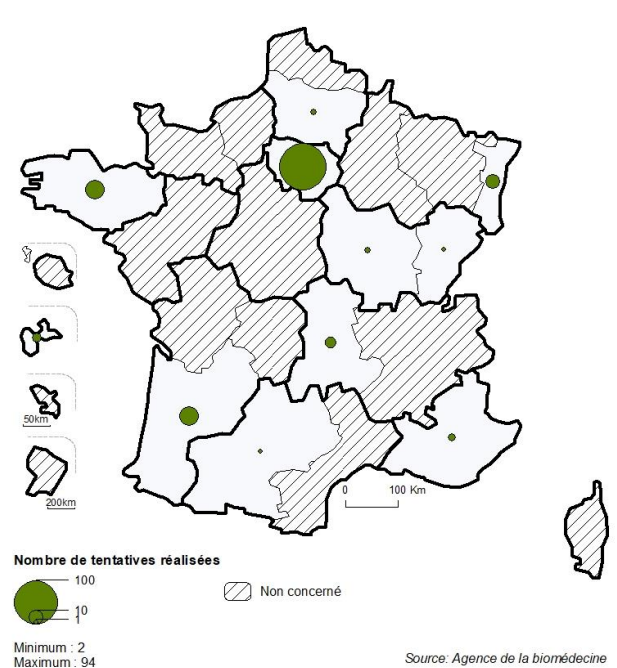 50km
200km
0 100 Km
Nombre de tentatives réalisées
100
10
1
Non concerné
Minimum : 2
Maximum : 94
Source: Agence de la biomédecine